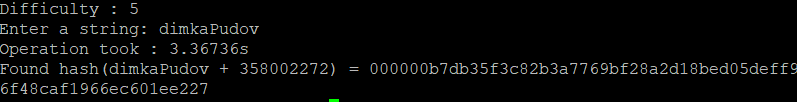 Difficulty : 5
Enter a string: dimkaPudov
Operation took : 3.36736s
Found hash(dimkaPudov + 358002272) = 000000b7db35f3c82b3a7769bf28a2d18bed05deff9
6f48caf1966ec601ee227